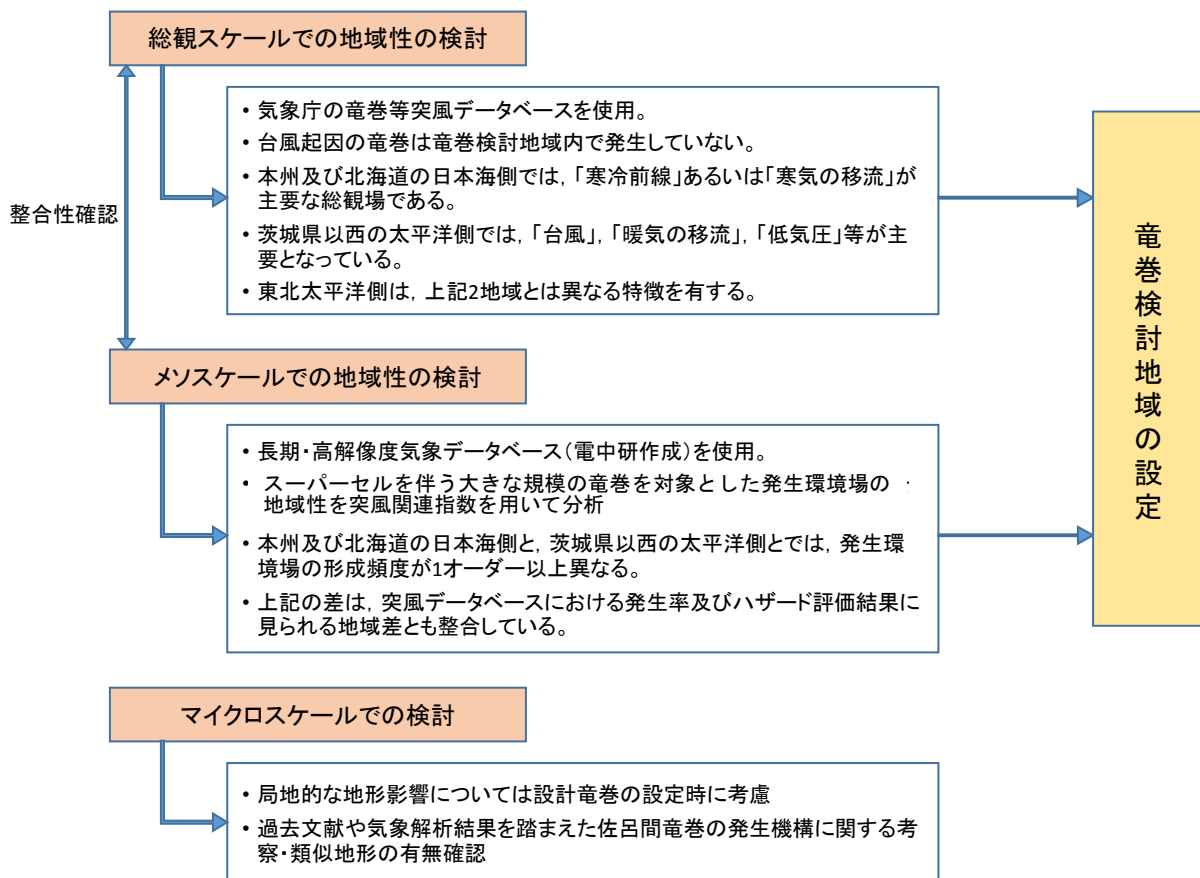 総観スケールでの地域性の検討
• 気象庁の竜巻等突風データベースを使用。
• 台風起因の竜巻は竜巻検討地域内で発生していない。
• 本州及び北海道の日本海側では，「寒冷前線」あるいは「寒気の移流」が
主要な総観場である。
• 茨城県以西の太平洋側では，「台風」，「暖気の移流」，「低気圧」等が主
要となっている。
• 東北太平洋側は，上記2地域とは異なる特徴を有する。
整合性確認
メソスケールでの地域性の検討
• 長期・高解像度気象データベース（電中研作成）を使用。
• スーパーセルを伴う大きな規模の竜巻を対象とした発生環境場の
地域性を突風関連指数を用いて分析
• 本州及び北海道の日本海側と，茨城県以西の太平洋側とでは，発生環
境場の形成頻度が1オーダー以上異なる。
• 上記の差は，突風データベースにおける発生率及びハザード評価結果に
見られる地域差とも整合している。
マイクロスケールでの検討
• 局地的な地形影響については設計竜巻の設定時に考慮
• 過去文献や気象解析結果を踏まえた佐呂間竜巻の発生機構に関する考
察・類似地形の有無確認
竜巻検討地域の設定